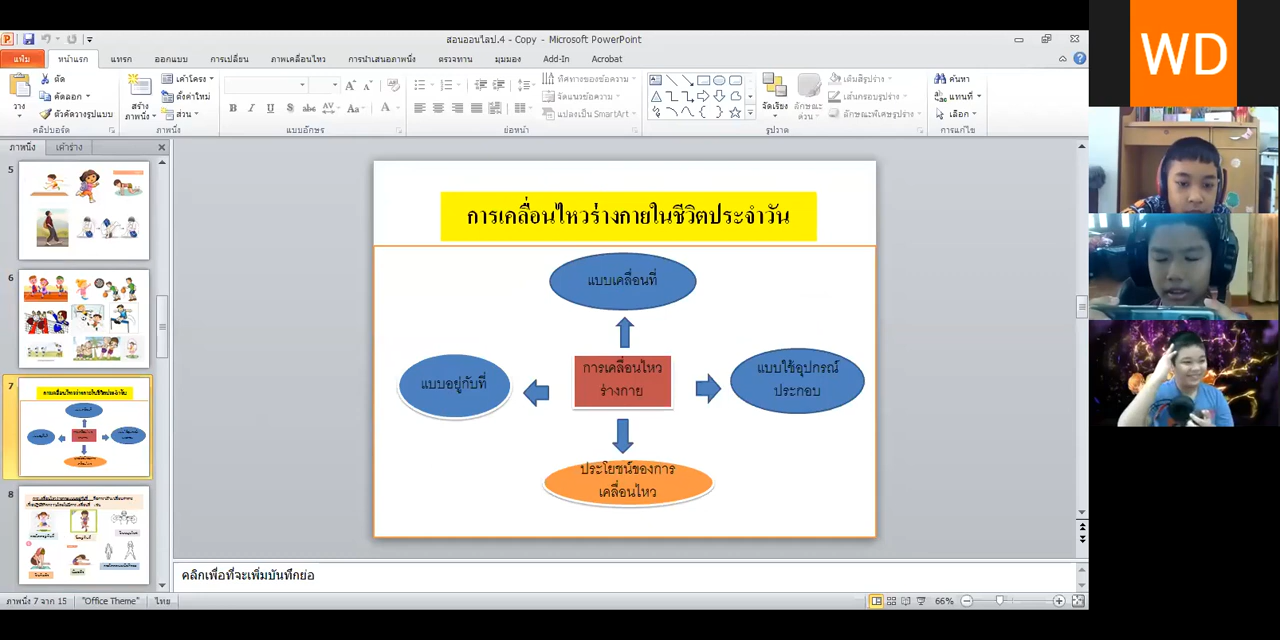 สอนออนไลป.4 - Copy - Microsoft PowerPoint
WD
แฟ้ม
หน้าแรก
แทรก
ออกแบบ
การเปลี่ยน
ภาพเคลื่อนไหว
การนำเสนอภาพนิ่ง
ตรวจทาน
มุมมอง
Add-In
Acrobat
วาง
ตัด
คัดลอก
ตัวคัดวางรูปแบบ
คลิปบอร์ด
สร้าง
ภาพนิ่ง
เค้าโครง
ตั้งค่าใหม่
ส่วน
ภาพนิ่ง
แบบอักษร
ทิศทางของข้อความ
จัดแนวข้อความ
แปลงเป็น SmartArt
ย่อหน้า
จัดเรียง
ลักษณะ
ด่วน
เติมสีรูปร่าง
เส้นกรอบรูปร่าง
ลักษณะพิเศษรูปร่าง
รูปวาด
ค้นหา
แทนที่
เลือก
การแก้ไข
ภาพนิ่ง
เค้าร่าง
5
6
7
8
การเคลื่อนไหวร่างกายในชีวิตประจำวัน
แบบเคลื่อนที่
แบบอยู่กับที่
การเคลื่อนไหว
ร่างกาย
แบบใช้อุปกรณ์
ประกอบ
ประโยชน์ของการ
เคลื่อนไหว
คลิกเพื่อที่จะเพิ่มบันทึกย่อ
ภาพนิ่ง 7 จาก 15
"Office Theme"
ไทย
66%